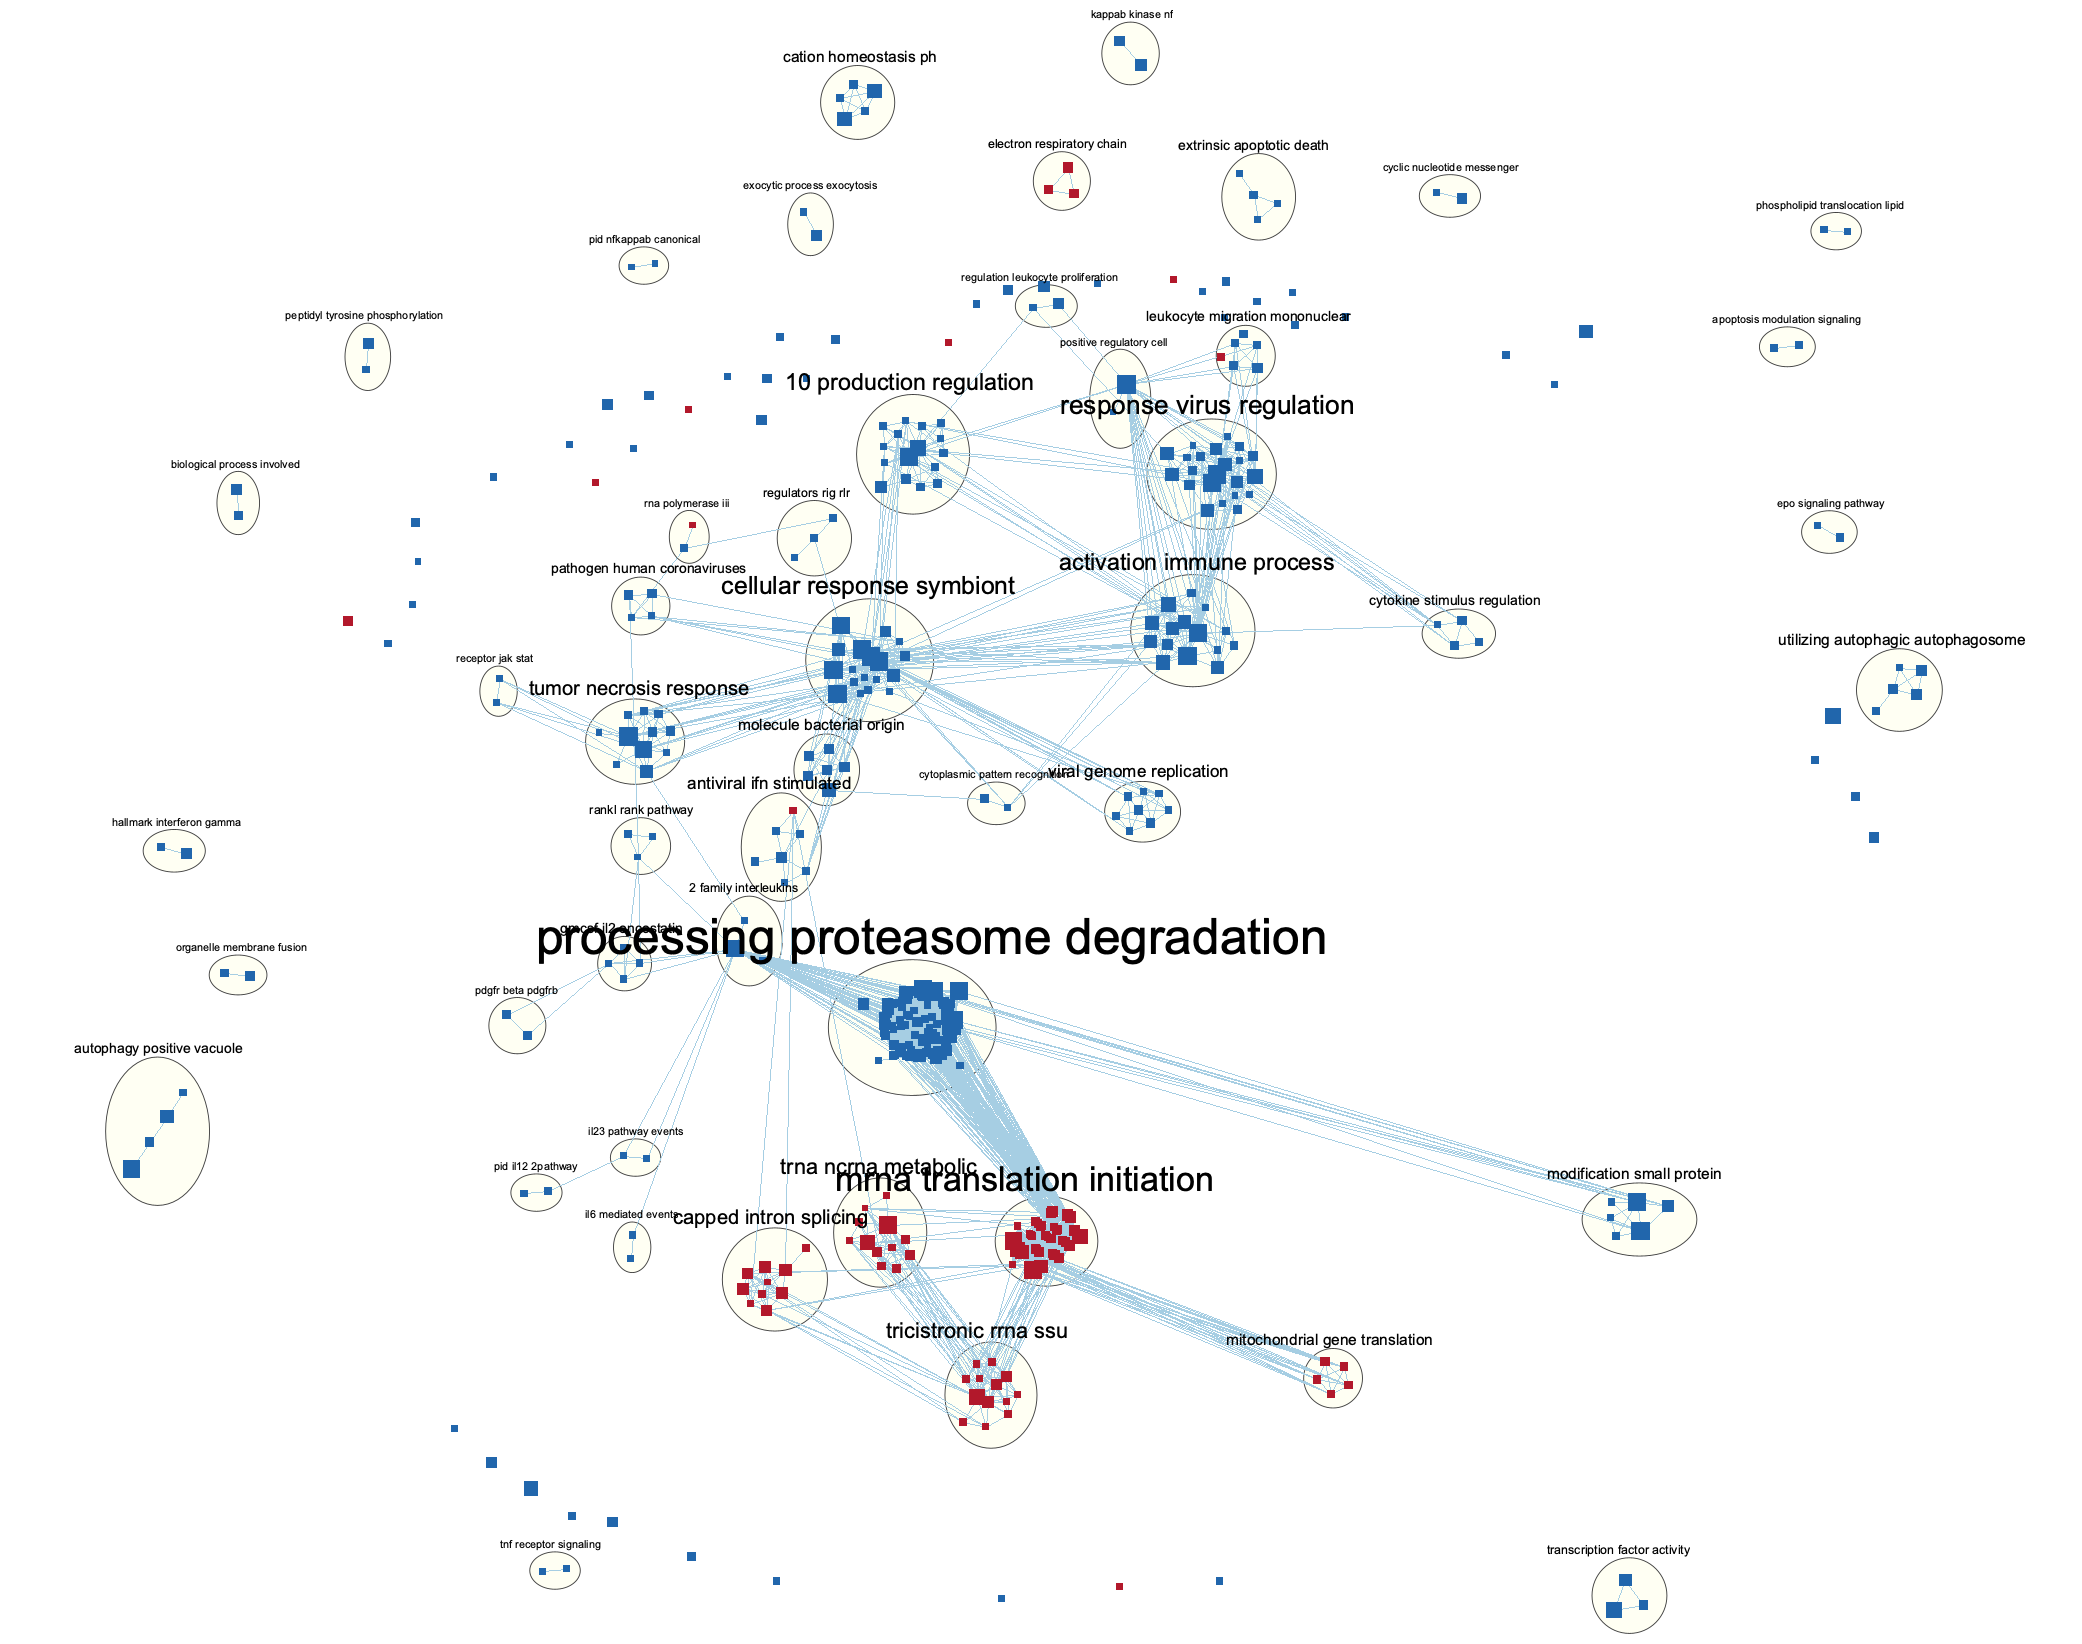 kappab kinase nf
cation homeostasis ph
electron respiratory chain
extrinsic apoptotic death
cyclic nucleotide messenger
exocytic process exocytosis
phospholipid translocation lipid
pid nfkappab canonical
regulation leukocyte proliferation
peptidyl tyrosine phosphorylation
leukocyte migration mononuclear
apoptosis modulation signaling
positive regulatory cell
10 production regulation
response virus regulation
biological process involved
regulators rig rlr
rna polymerase iii
epo signaling pathway
activation immune process
pathogen human coronaviruses
cellular response symbiont
cytokine stimulus regulation
utilizing autophagic autophagosome
receptor jak stat
tumor necrosis response
molecule bacterial origin
cytoplasmic pattern recognition
viral genome replication
antiviral ifn stimulated
rankl rank pathway
hallmark interferon gamma
2 family interleukins
gmcsf il2 oncostatin
processing proteasome degradation
organelle membrane fusion
pdgfr beta pdgfrb
autophagy positive vacuole
il23 pathway events
pid il12 2pathway
trna ncrna metabolic
mrna translation initiation
modification small protein
il6 mediated events
capped intron splicing
tricistronic rrna ssu
mitochondrial gene translation
tnf receptor signaling
transcription factor activity